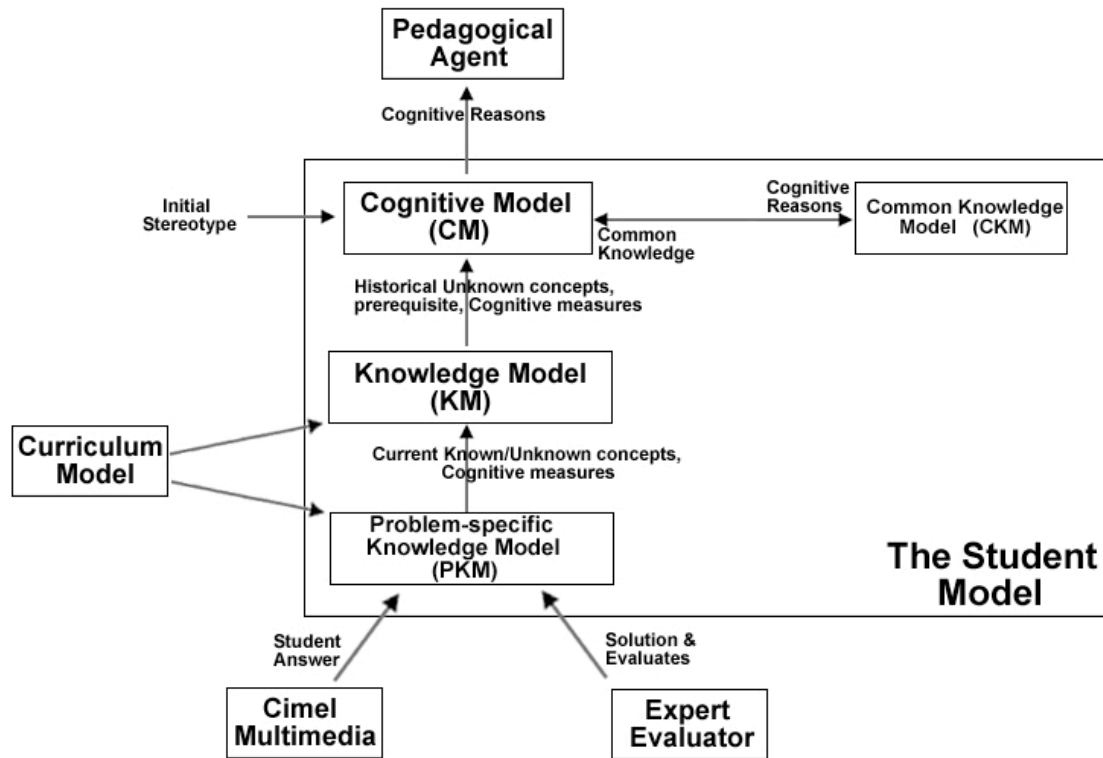 Pedagogical
Agent
Cognitive Reasons
Initial
Stereotype
Cognitive Model
(CM)
Cognitive
Reasons
Common Knowledge
Model (CKM)
Common
Knowledge
Historical Unknown concepts,
prerequisite, Cognitive measures
Knowledge Model
(KM)
Curriculum
Model
Current Known/Unknown concepts,
Cognitive measures
Problem-specific
Knowledge Model
(PKM)
The Student
Model
Student
Answer
Solution &
Evaluates
Cimel
Multimedia
Expert
Evaluator